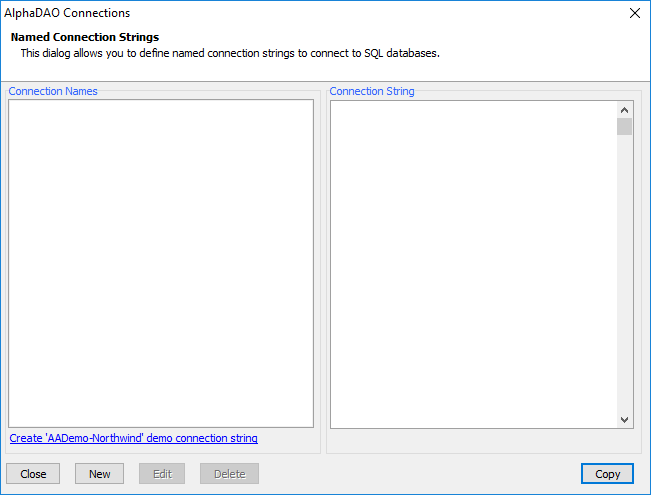 AlphaDAO Connections
Named Connection Strings
This dialog allows you to define named connection strings to connect to SQL databases.
Connection Names
Connection String
Create 'AADemo-Northwind' demo connection string
Close
New
Edit
Delete
Copy